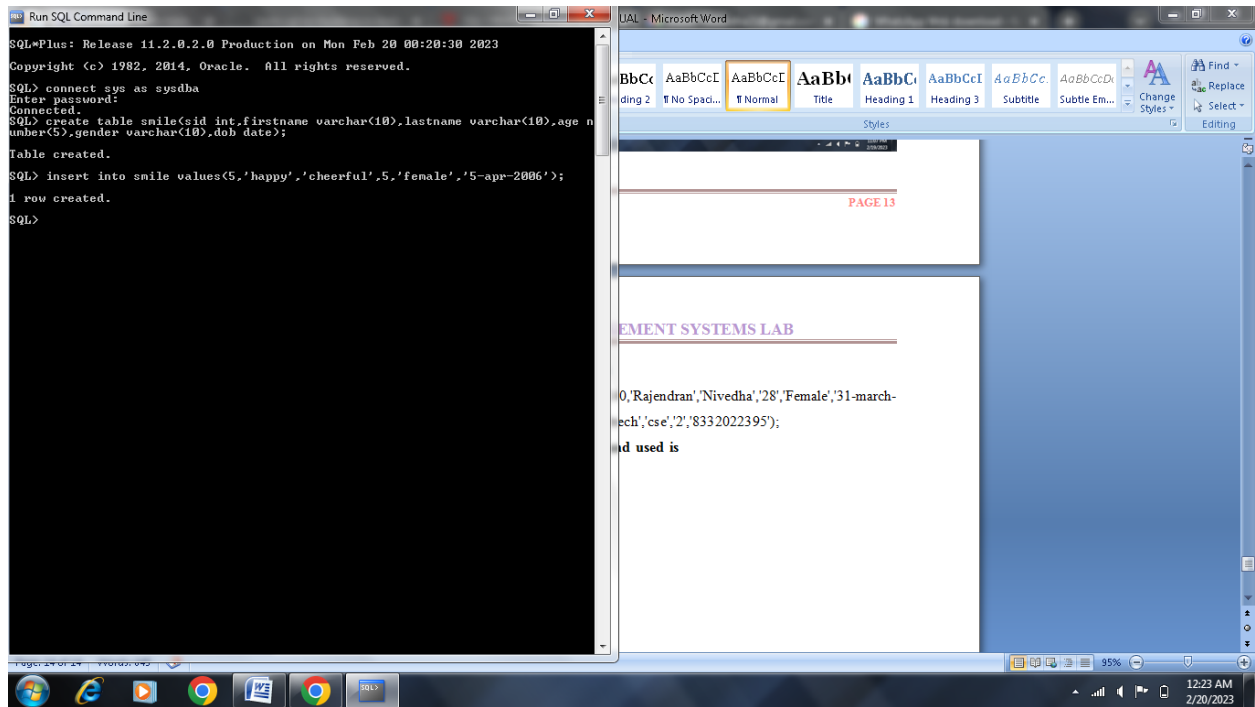 Run SQL Command Line
SQL*Plus: Release 11.2.0.2.0 Production on Mon Feb 20 00:20:30 2023
Copyright (c) 1982, 2014, Oracle.  All rights reserved.
SQL> connect sys as sysdba
Enter password:
Connected.
SQL> create table smile(sid int,firstname varchar(10),lastname varchar(10),age n
umber(5),gender varchar(10),dob date);
Table created.
SQL> insert into smile values(5,'happy','cheerful',5,'female','5-apr-2006');
1 row created.
SQL>
UAL - Microsoft Word
BbCc AaBbCcI AaBbCcI AaBb( AaBbC( AaBbCcI AaBbCc. AaBbCcDi
ding 2 ¶ No Spaci... ¶ Normal Title Heading 1 Heading 3 Subtitle Subtle Em...
Change
Styles
Styles
Find
Replace
Select
Editing
PAGE 13
EMENT SYSTEMS LAB
0,'Rajendran','Nivedha','28','Female','31-march-
ech','cse','2','8332022395');
nd used is
95%
SQL>
12:23 AM
2/20/2023